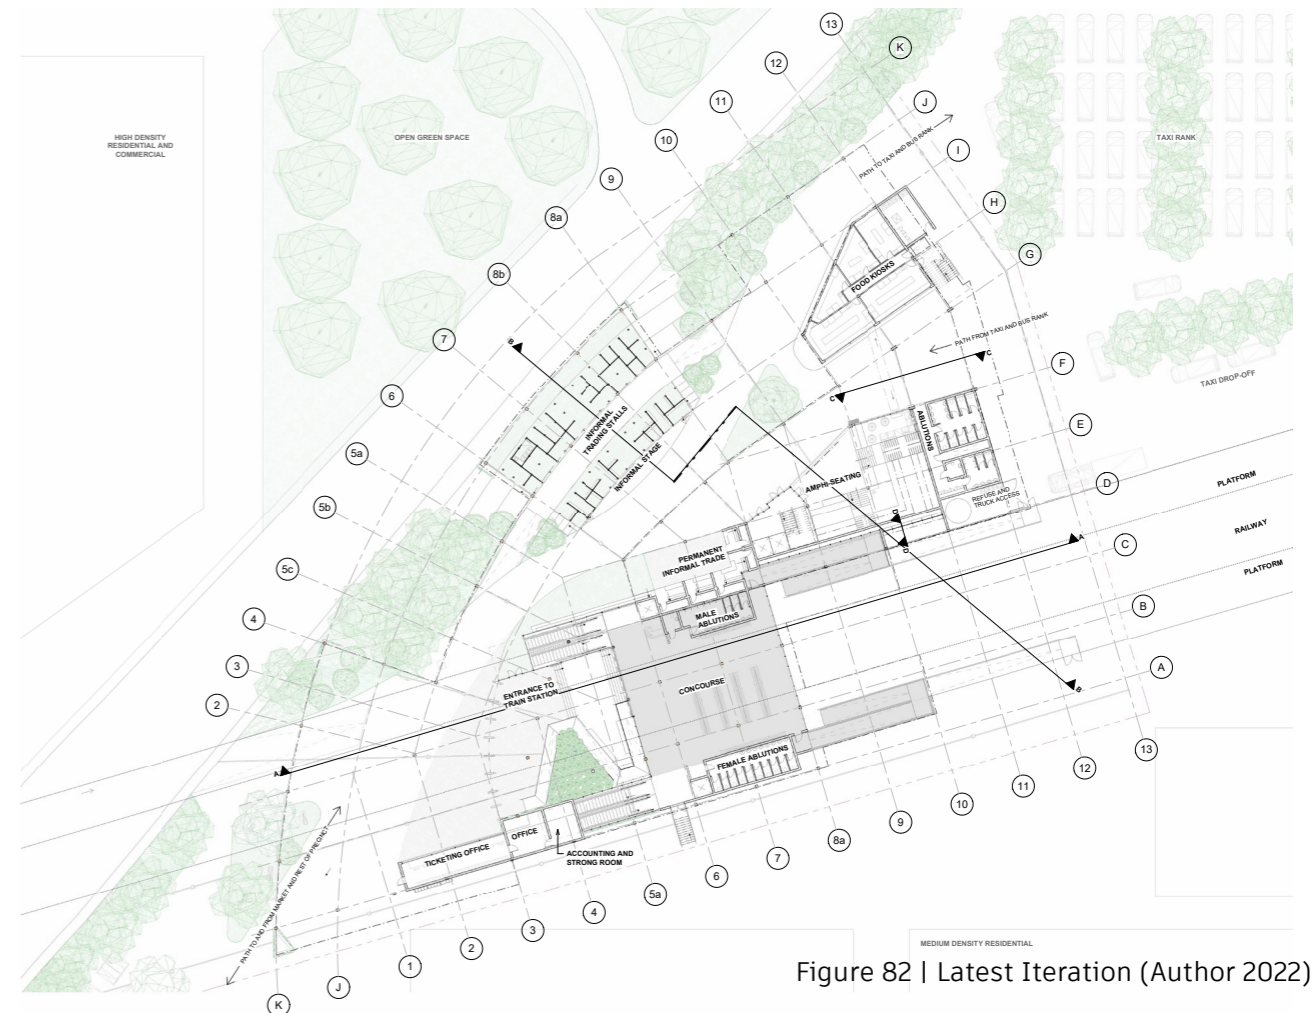 13
K
12
J
11
PATH TO TAXI AND BUS RANK
TAXI RANK
HIGH DENSITY
RESIDENTIAL AND
COMMERCIAL
OPEN GREEN SPACE
10
I
9
H
8a
G
FOOD KIOSKS
8b
PATH FROM TAXI AND BUS RANK
7
B
C
F
TAXI DROP-OFF
6
C
INFORMAL
TRADING STALLS
INFORMAL STAGE
ABLUTIONS
E
5a
AMPHI-SEATING
D
PLATFORM
REFUSE AND
TRUCK ACCESS
5b
D
RAILWAY
A
C
D
PERMANENT
INFORMAL TRADE
PLATFORM
5c
MALE
ABLUTIONS
B
4
3
A
CONCOURSE
B
ENTRANCE TO
TRAIN STATION
2
13
FEMALE ABLUTIONS
A
12
11
10
9
8a
OFFICE
TICKETING OFFICE
ACCOUNTING AND
STRONG ROOM
7
6
5a
4
PATH TO AND FROM MARKET AND REST OF PRECINCT
3
2
1
J
K
MEDIUM DENSITY RESIDENTIAL
Figure 82 | Latest Iteration (Author 2022)